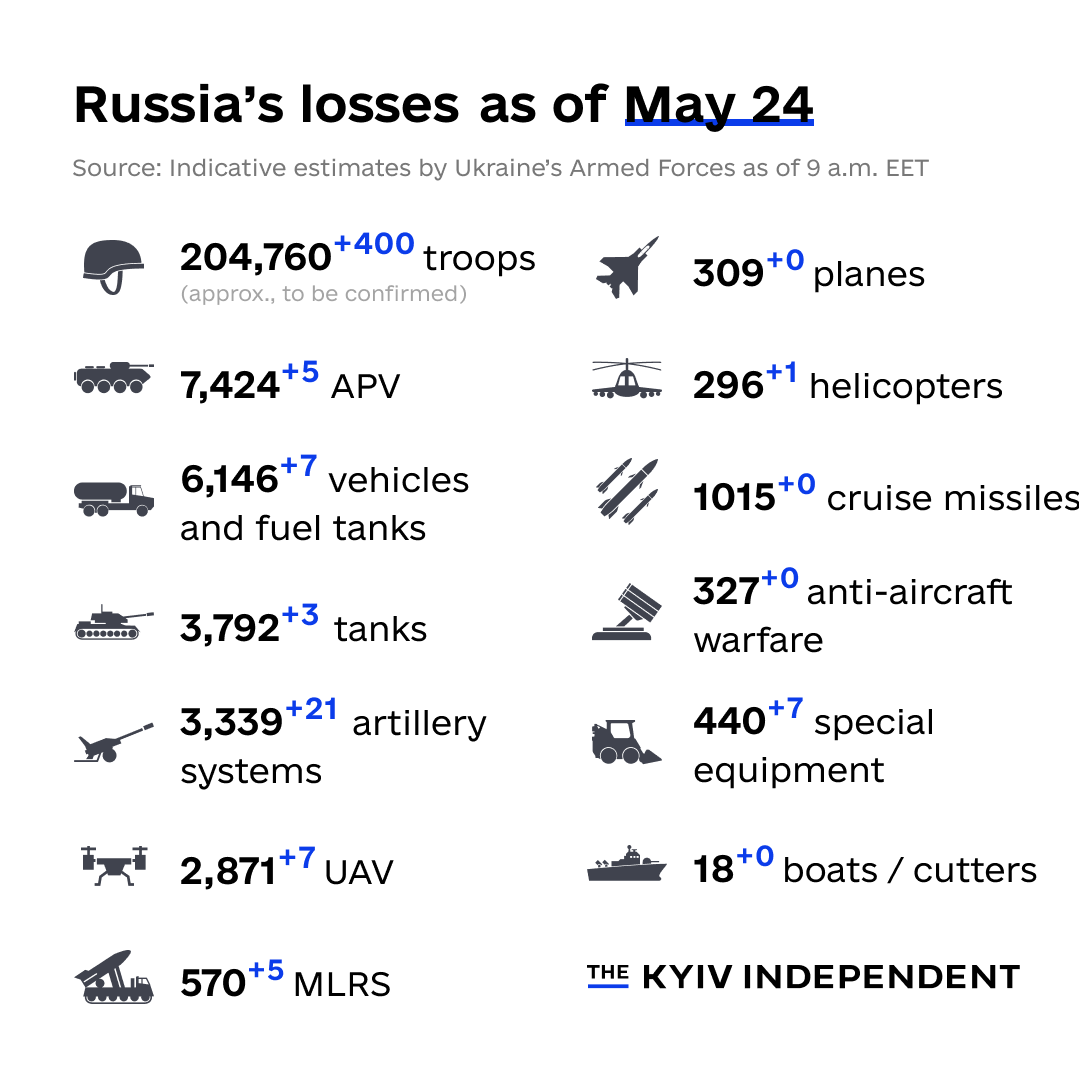 Russia’s losses as of May 24
Source: Indicative estimates by Ukraine’s Armed Forces as of 9 a.m. EET
204,760+400 troops
(approx., to be confirmed)
7,424+5 APV
6,146+7 vehicles
and fuel tanks
3,792+3 tanks
3,339+21 artillery
systems
2,871+7 UAV
570+5 MLRS
309+0 planes
296+1 helicopters
1015+0 cruise missiles
327+0 anti-aircraft
warfare
440+7 special
equipment
18+0 boats / cutters
THE KYIV INDEPENDENT